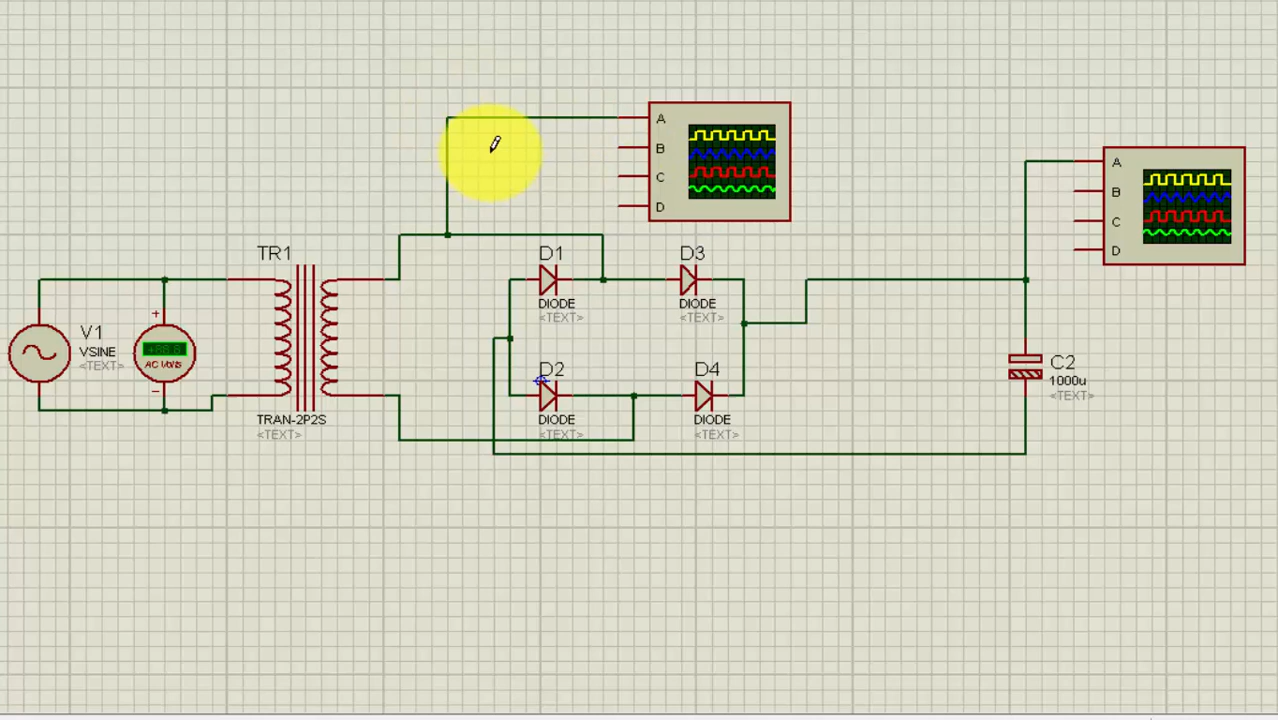 A
B
C
D
A
B
C
D
TR1
TRAN-2P2S
<TEXT>
V1
VSINE
<TEXT>
+
AC Volts
−
D1
DIODE
<TEXT>
D3
DIODE
<TEXT>
D2
DIODE
<TEXT>
D4
DIODE
<TEXT>
C2
1000u
<TEXT>